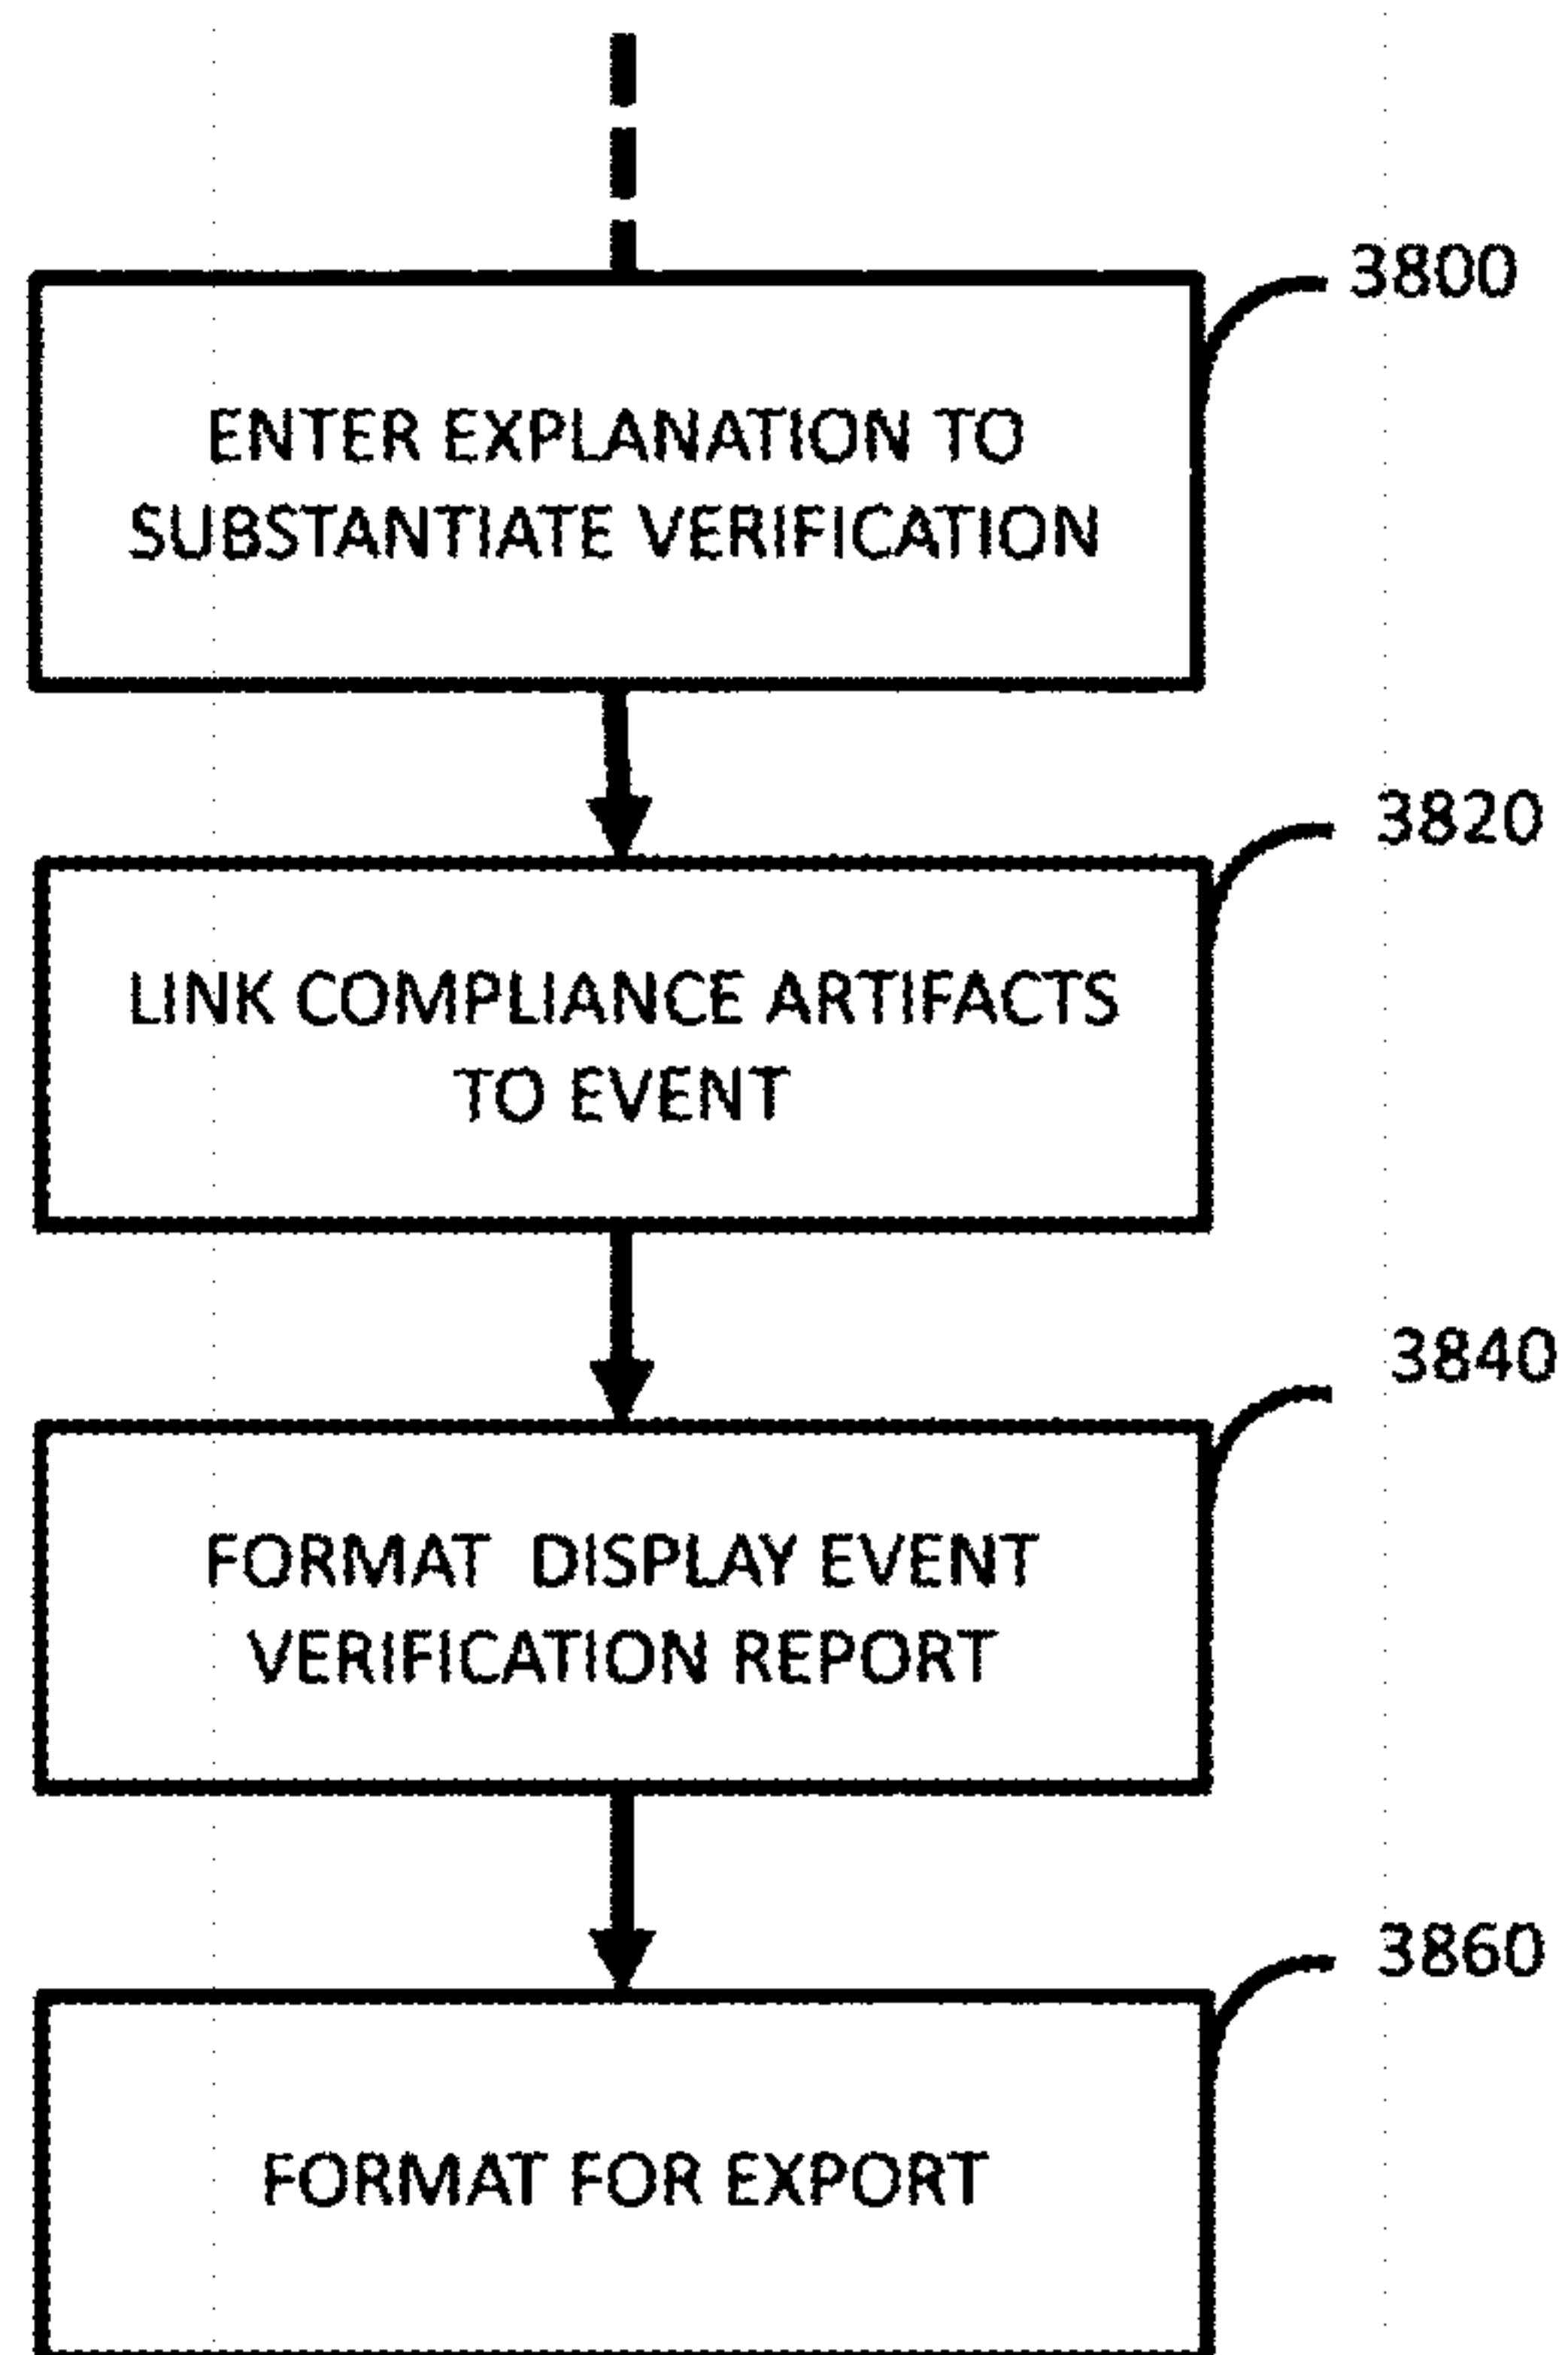 3800
ENTER EXPLANATION TO
SUBSTANTIATE VERIFICATION
3820
LINK COMPLIANCE ARTIFACTS
TO EVENT
3840
FORMAT DISPLAY EVENT
VERIFICATION REPORT
3860
FORMAT FOR EXPORT